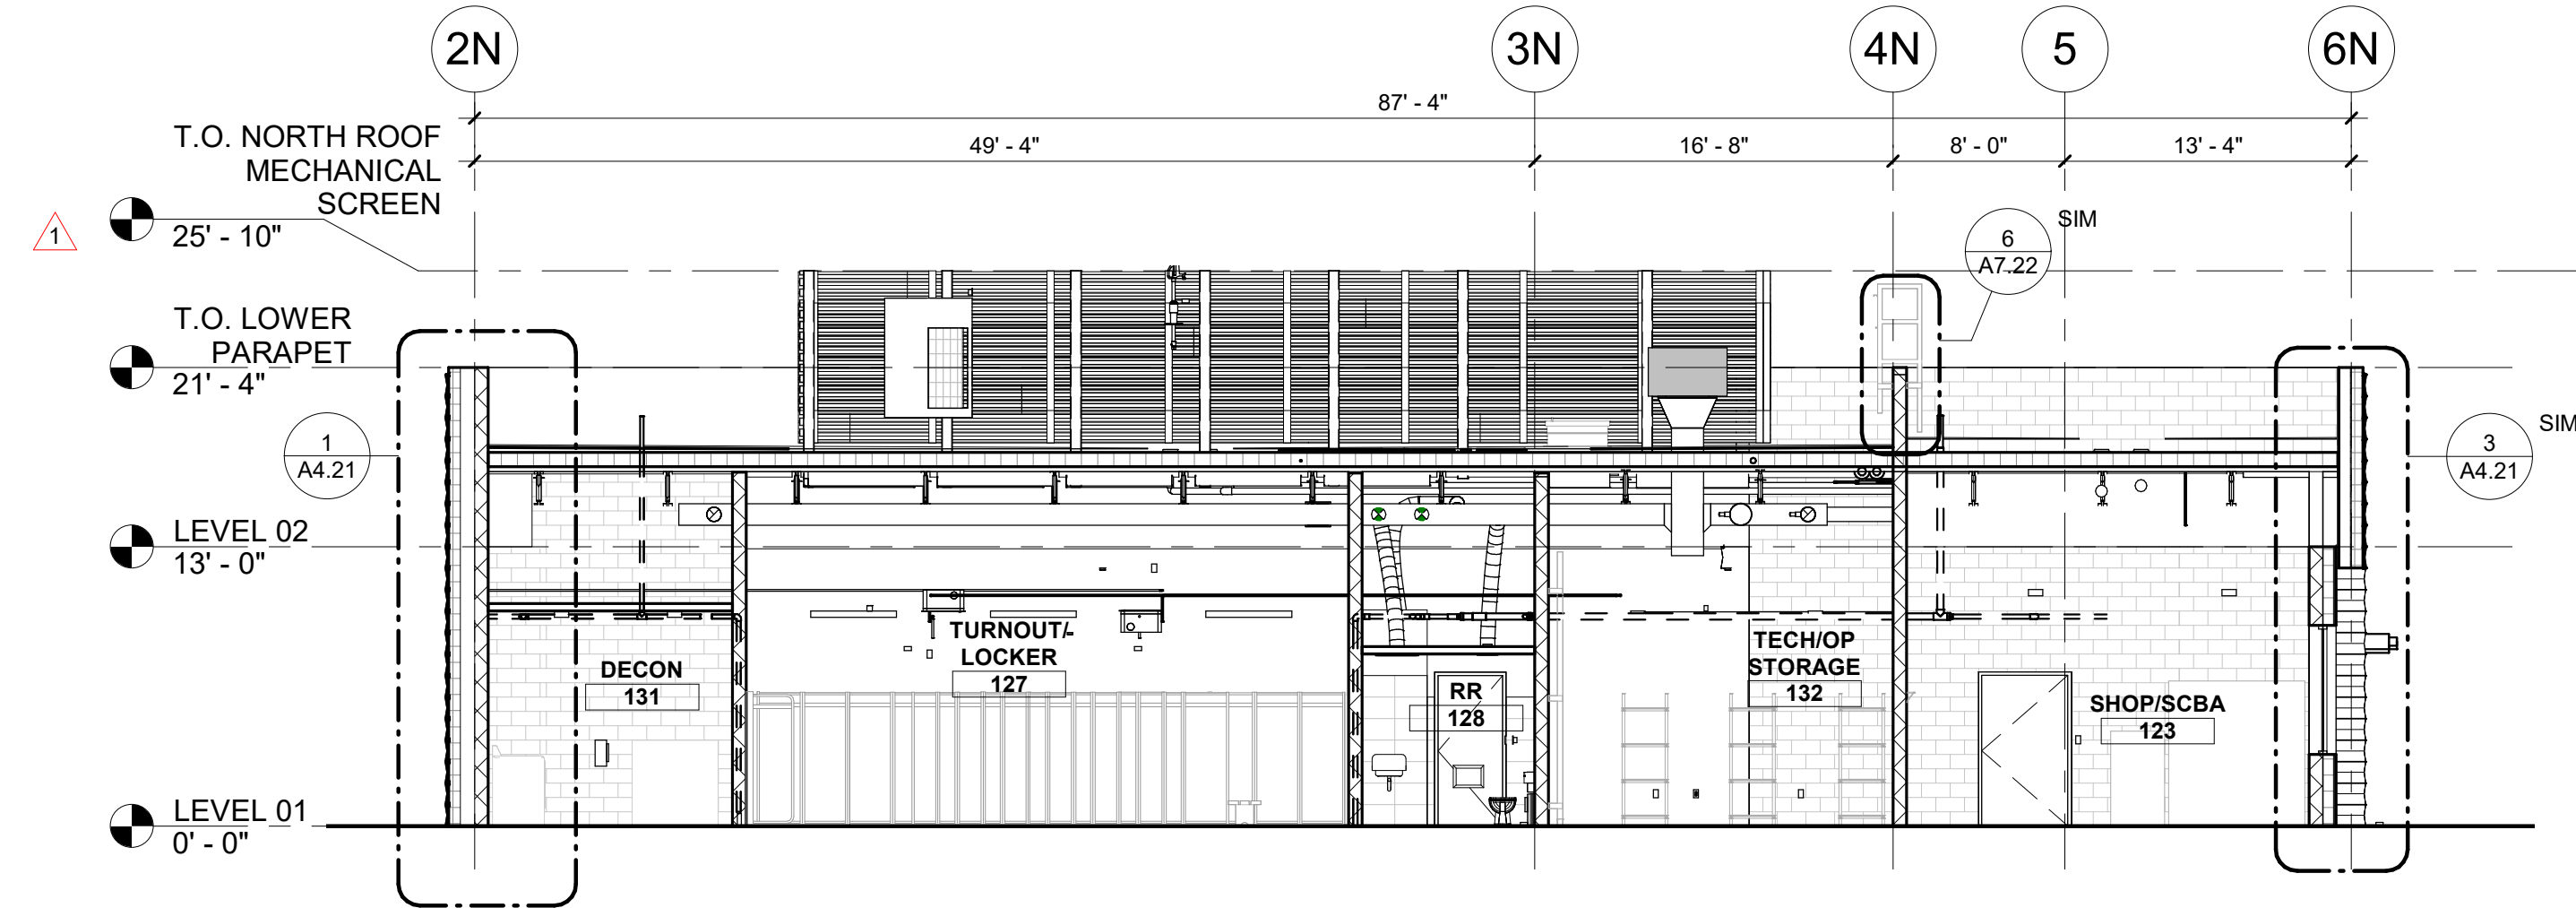 2N
3N
4N
5
6N
87' - 4"
49' - 4"
16' - 8"
8' - 0"
13' - 4"
T.O. NORTH ROOF
MECHANICAL
SCREEN
25' - 10"
1
SIM
6
A7.22
T.O. LOWER
PARAPET
21' - 4"
1
A4.21
SIM
3
A4.21
LEVEL 02
13' - 0"
TURNOUT/-
LOCKER
127
DECON
131
RR
128
TECH/OP
STORAGE
132
SHOP/SCBA
123
LEVEL 01
0' - 0"